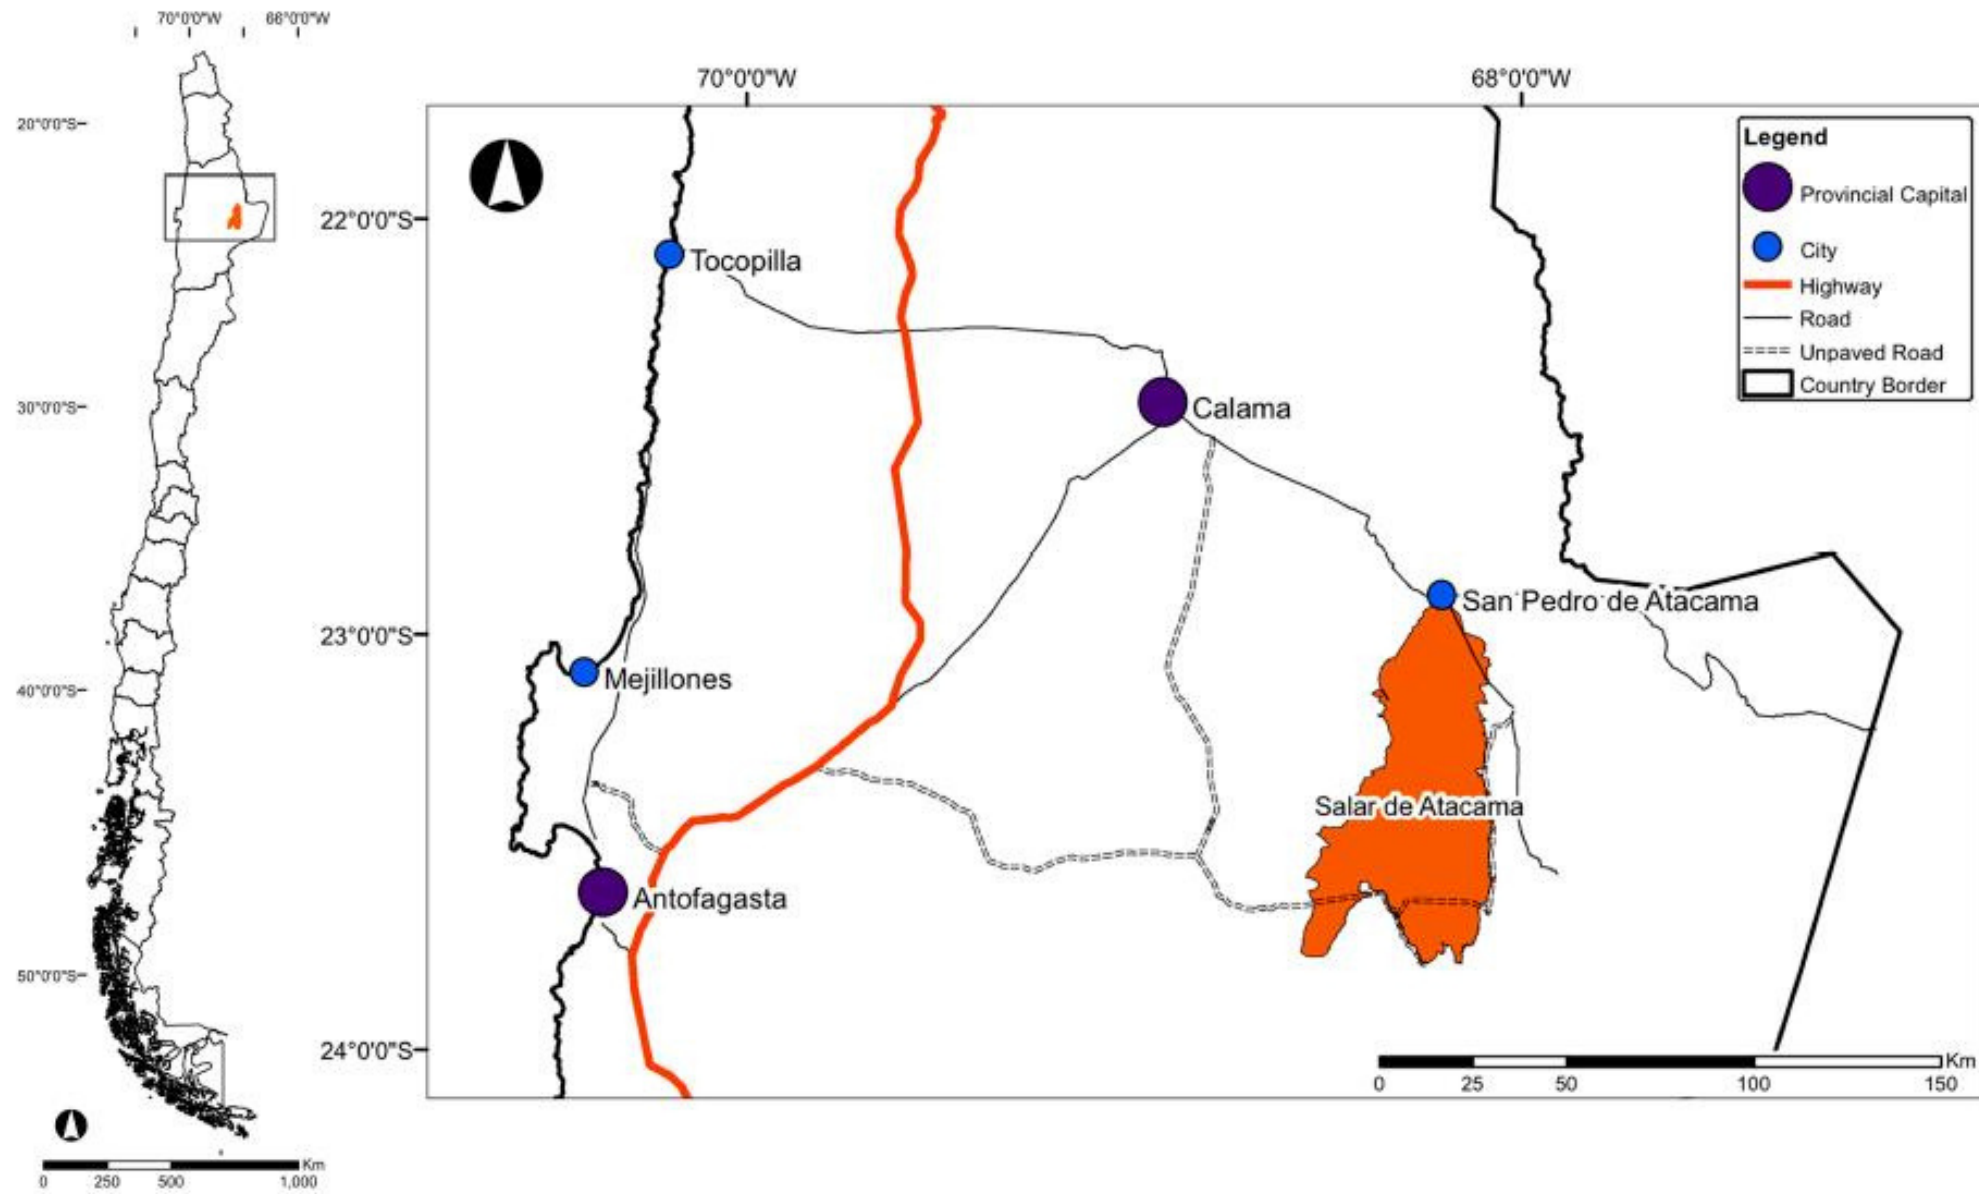 70°0'0"W 66°0'0"W
20°0'0"S
30°0'0"S
40°0'0"S
50°0'0"S
Km
0 250 500 1,000
70°0'0"W 68°0'0"W
22°0'0"S
23°0'0"S
24°0'0"S
Tocopilla
Calama
San Pedro de Atacama
Mejillones
Salar de Atacama
Antofagasta
Legend
Provincial Capital
City
Highway
Road
Unpaved Road
Country Border
Km
0 25 50 100 150